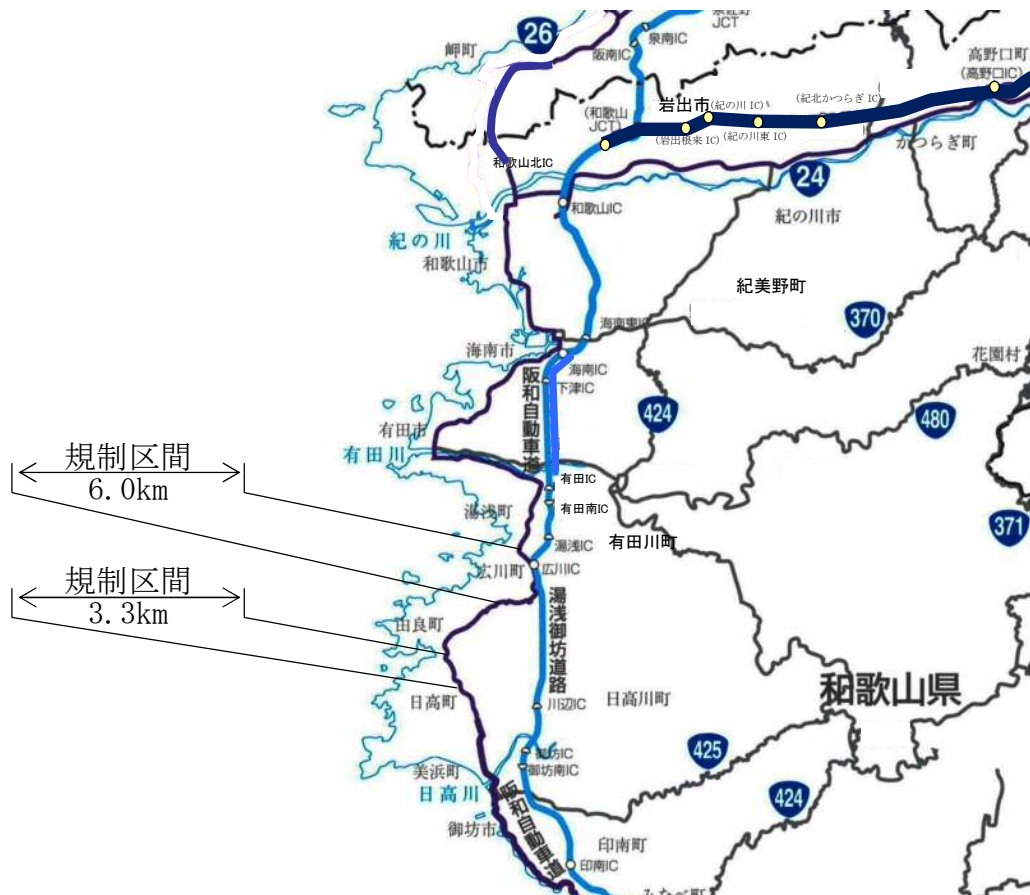 JCT
泉南IC
阪南IC
26
岬町
高野口町
(高野口IC)
(紀北かつらぎ IC)
岩出市
(紀の川 IC)
(和歌山
JCT)
(岩出根来 IC)
(紀の川東 IC)
かつらぎ町
和歌山北IC
24
和歌山IC
紀の川市
紀の川
和歌山市
紀美野町
370
海南東IC
海南市
海南IC
花園村
下津IC
阪和自動車道
424
480
有田市
有田川
規制区間
6.0km
有田IC
有田南IC
湯浅町
371
湯浅IC
有田川町
広川町
広川IC
規制区間
3.3km
湯浅御坊道路
由良町
和歌山県
日高町
川辺IC
日高川町
425
御坊IC
御坊南IC
美浜町
日高川
424
阪和自動車道
御坊市
印南町
印南IC
みなべ町